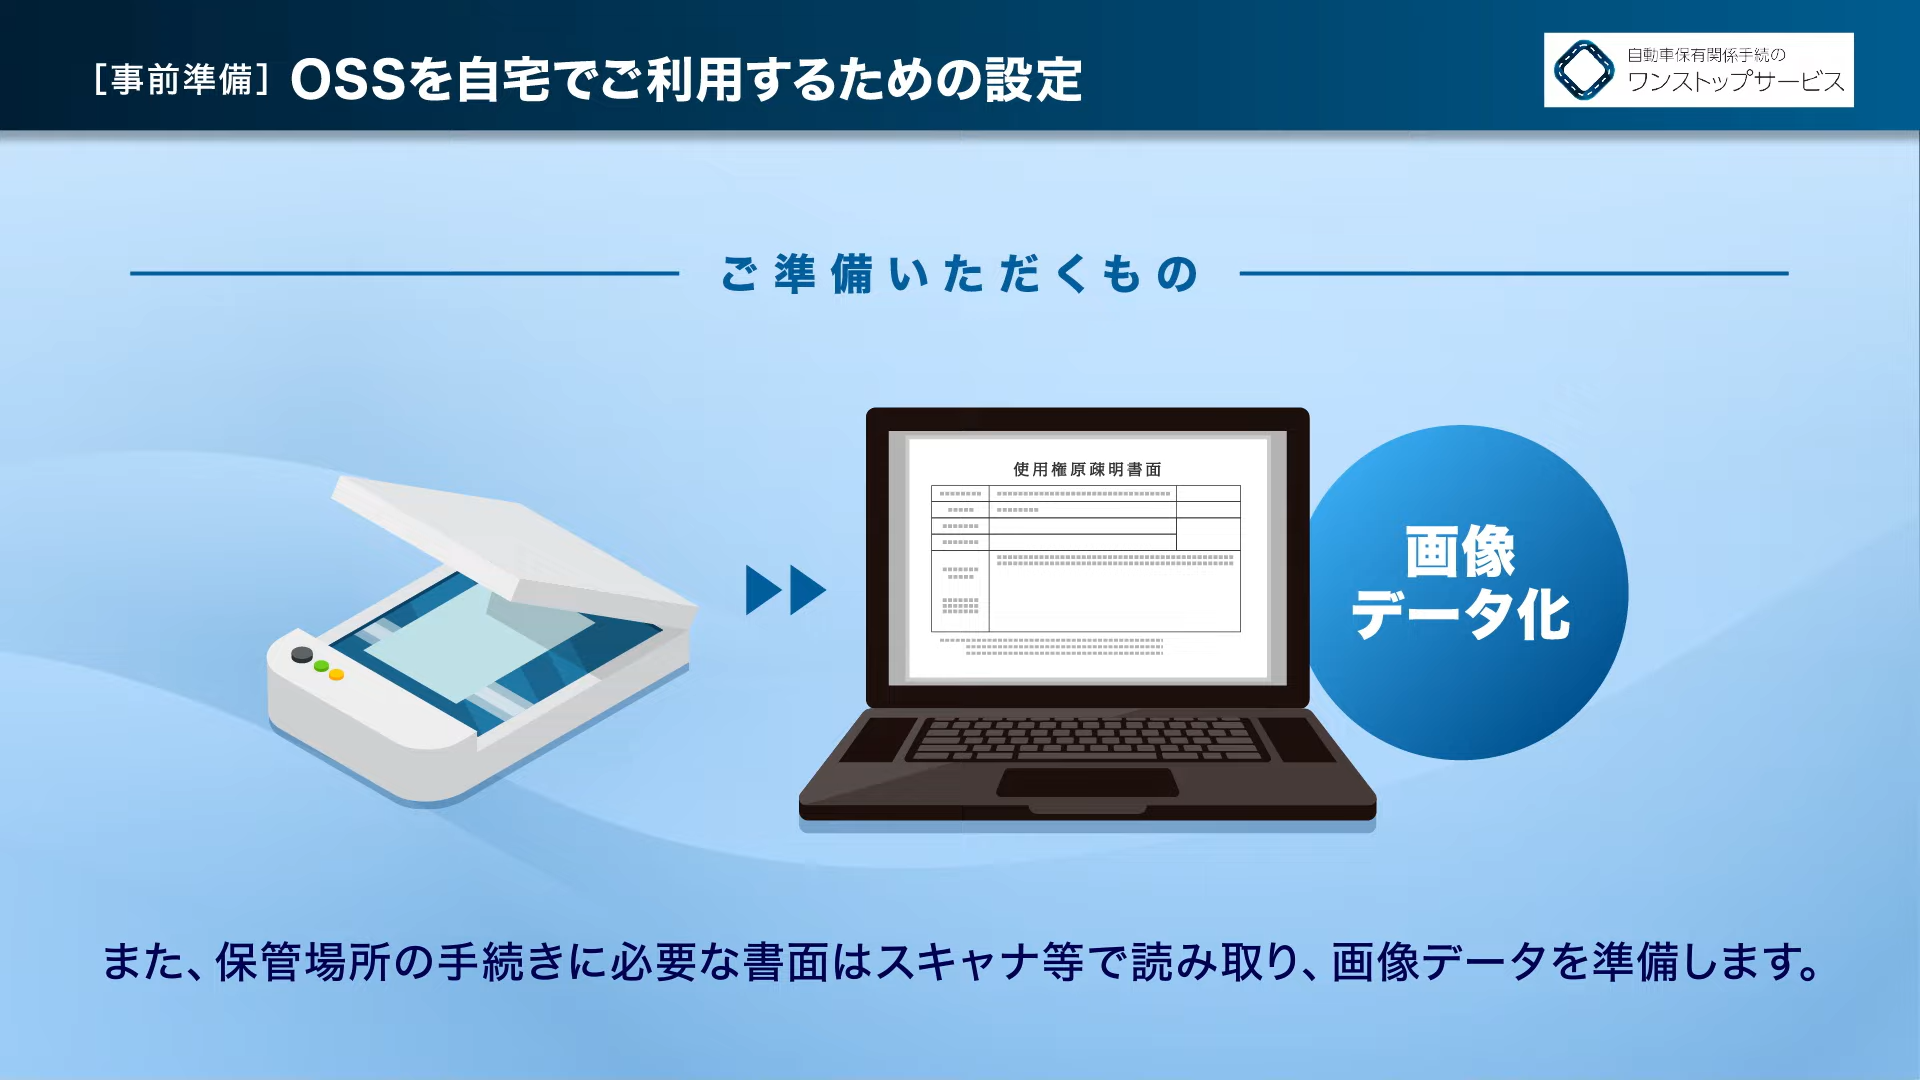 ［事前準備］ OSSを自宅でご利用するための設定
自動車保有関係手続の
ワンストップサービス
ご準備いただくもの
使用権原疎明書面
画像
データ化
また、保管場所の手続きに必要な書面はスキャナ等で読み取り、画像データを準備します。